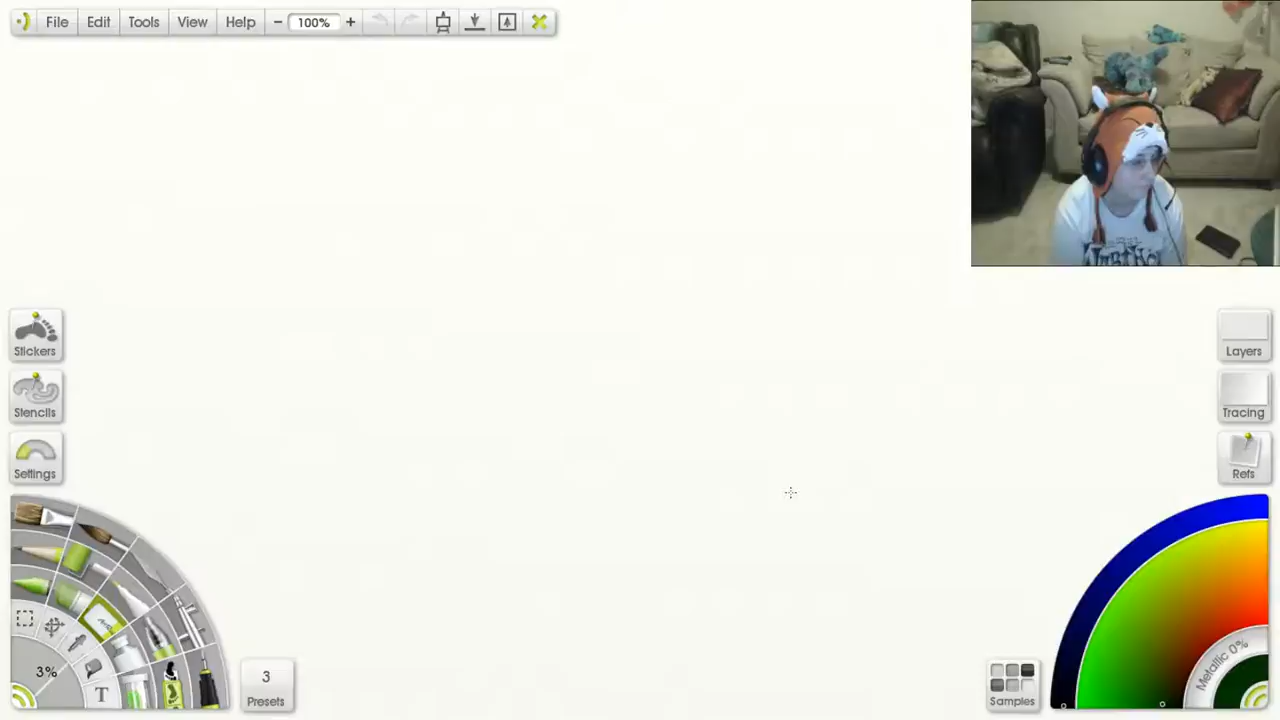 File Edit Tools View Help − 100% +
Stickers
Stencils
Settings
Layers
Tracing
Refs
3%
T
3
Presets
Samples
Metallic 0%